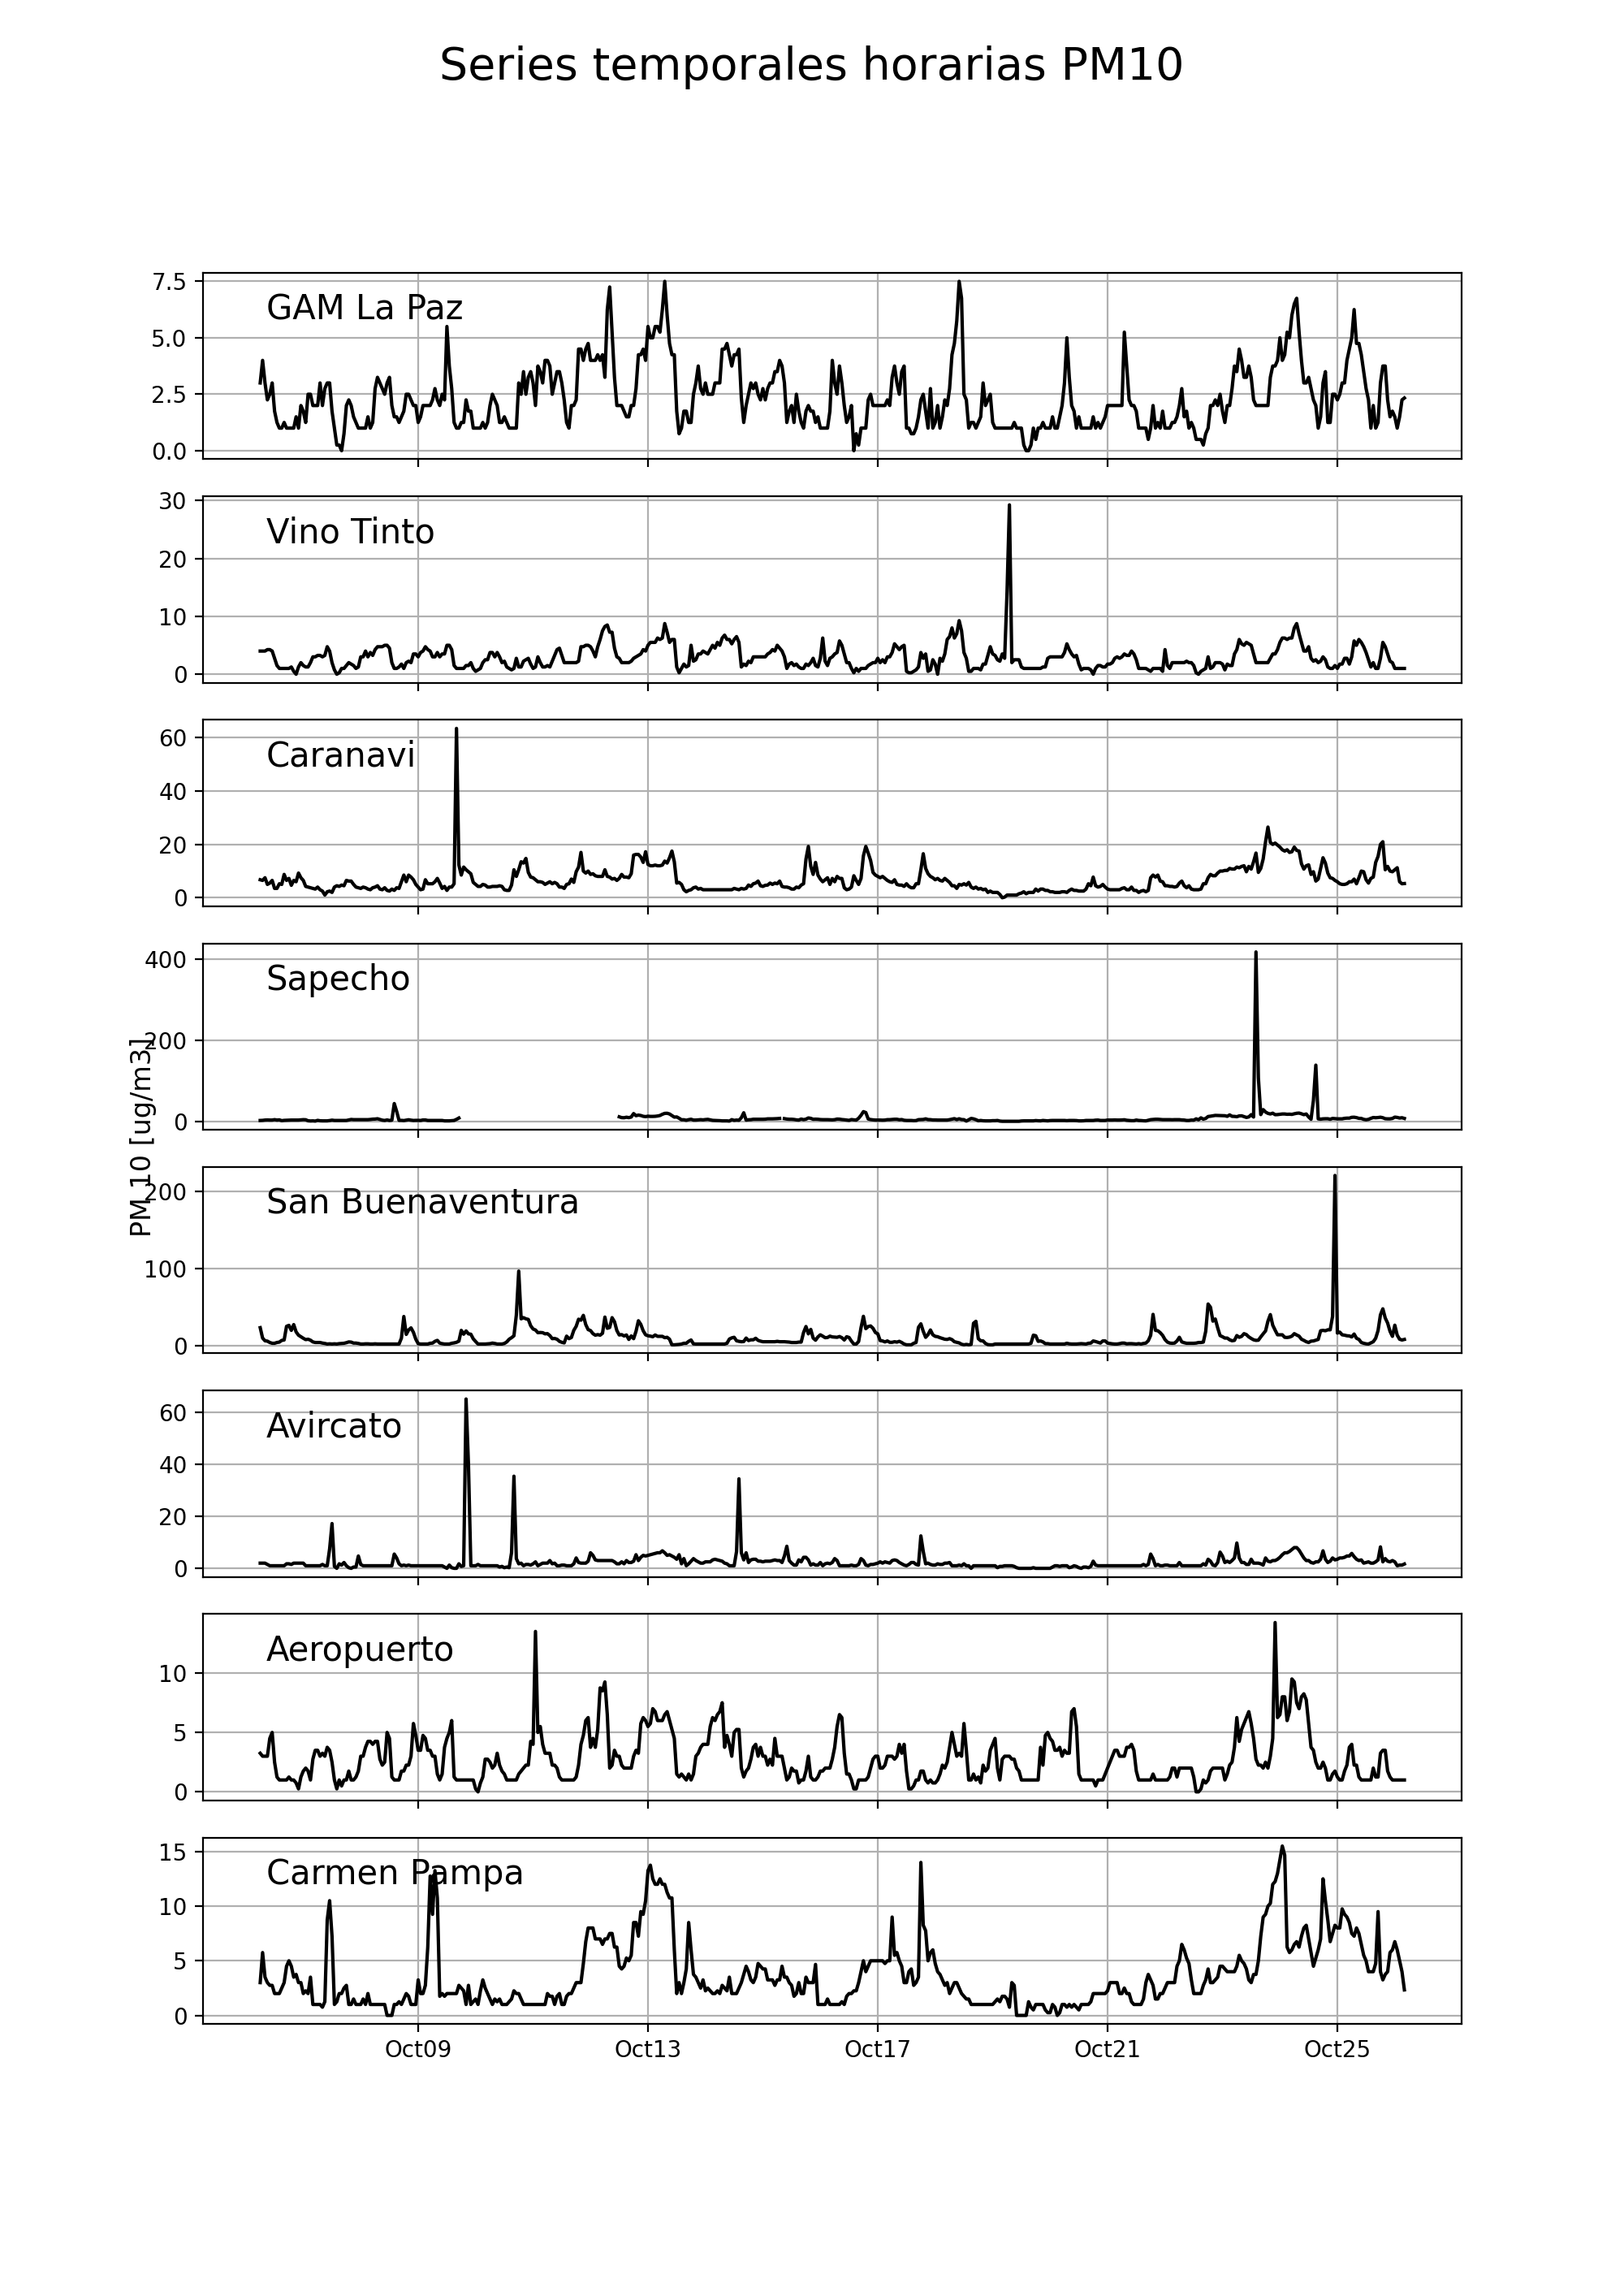 Series temporales horarias PM10
7.5
5.0
2.5
0.0
GAM La Paz
30
20
10
0
Vino Tinto
60
40
20
0
Caranavi
400
200
0
Sapecho
PM 10 [ug/m3]
200
100
0
San Buenaventura
60
40
20
0
Avircato
10
5
0
Aeropuerto
15
10
5
0
Carmen Pampa
Oct09 Oct13 Oct17 Oct21 Oct25